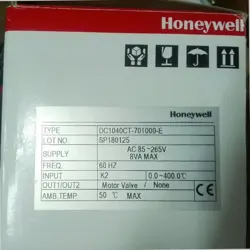 Honeywell
Honeywell
TYPE DC1040CT-701000-E
LOT NO SP18012S
SUPPLY AC 85~265V
8VA MAX
FREQ. 60 HZ
INPUT K2 0.0~400.0℃
OUT1/OUT2 Motor Valve / None
AMB.TEMP 50 ℃ MAX
CE